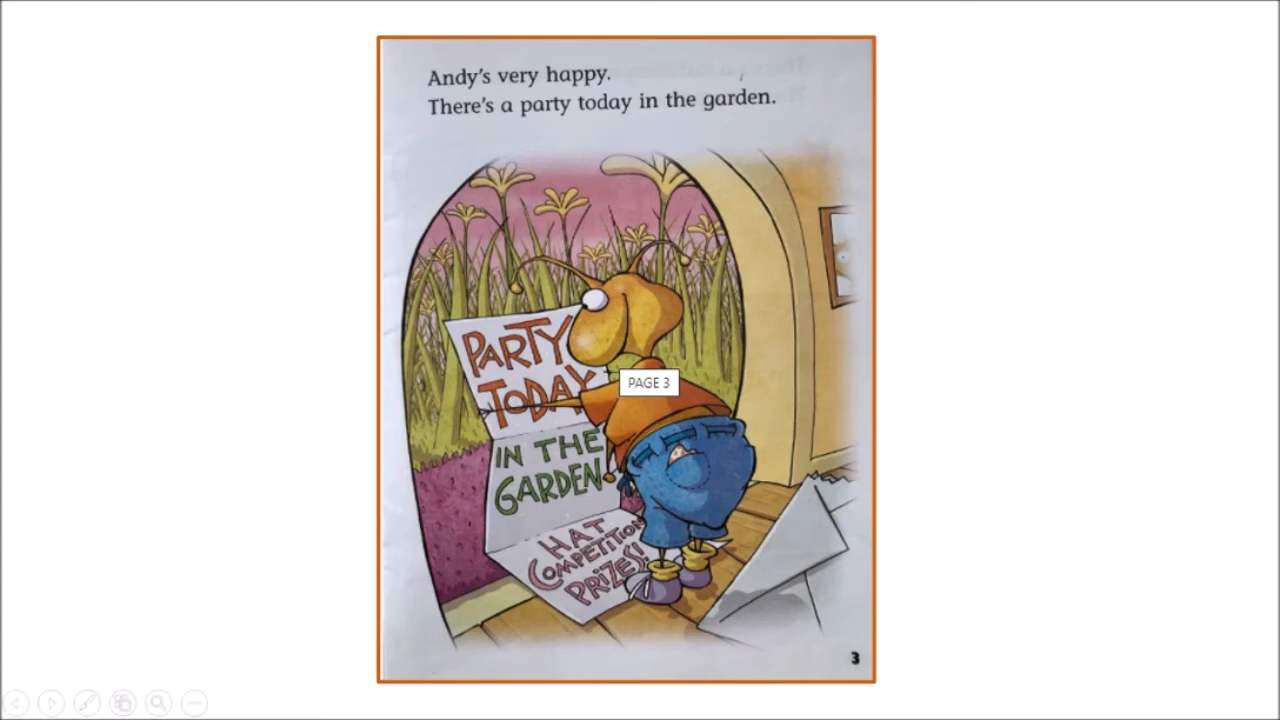 Andy's very happy.
There's a party today in the garden.
PARTY
TODAY
PAGE 3
IN THE
GARDEN
HAT
COMPETITION
PRIZES!
3